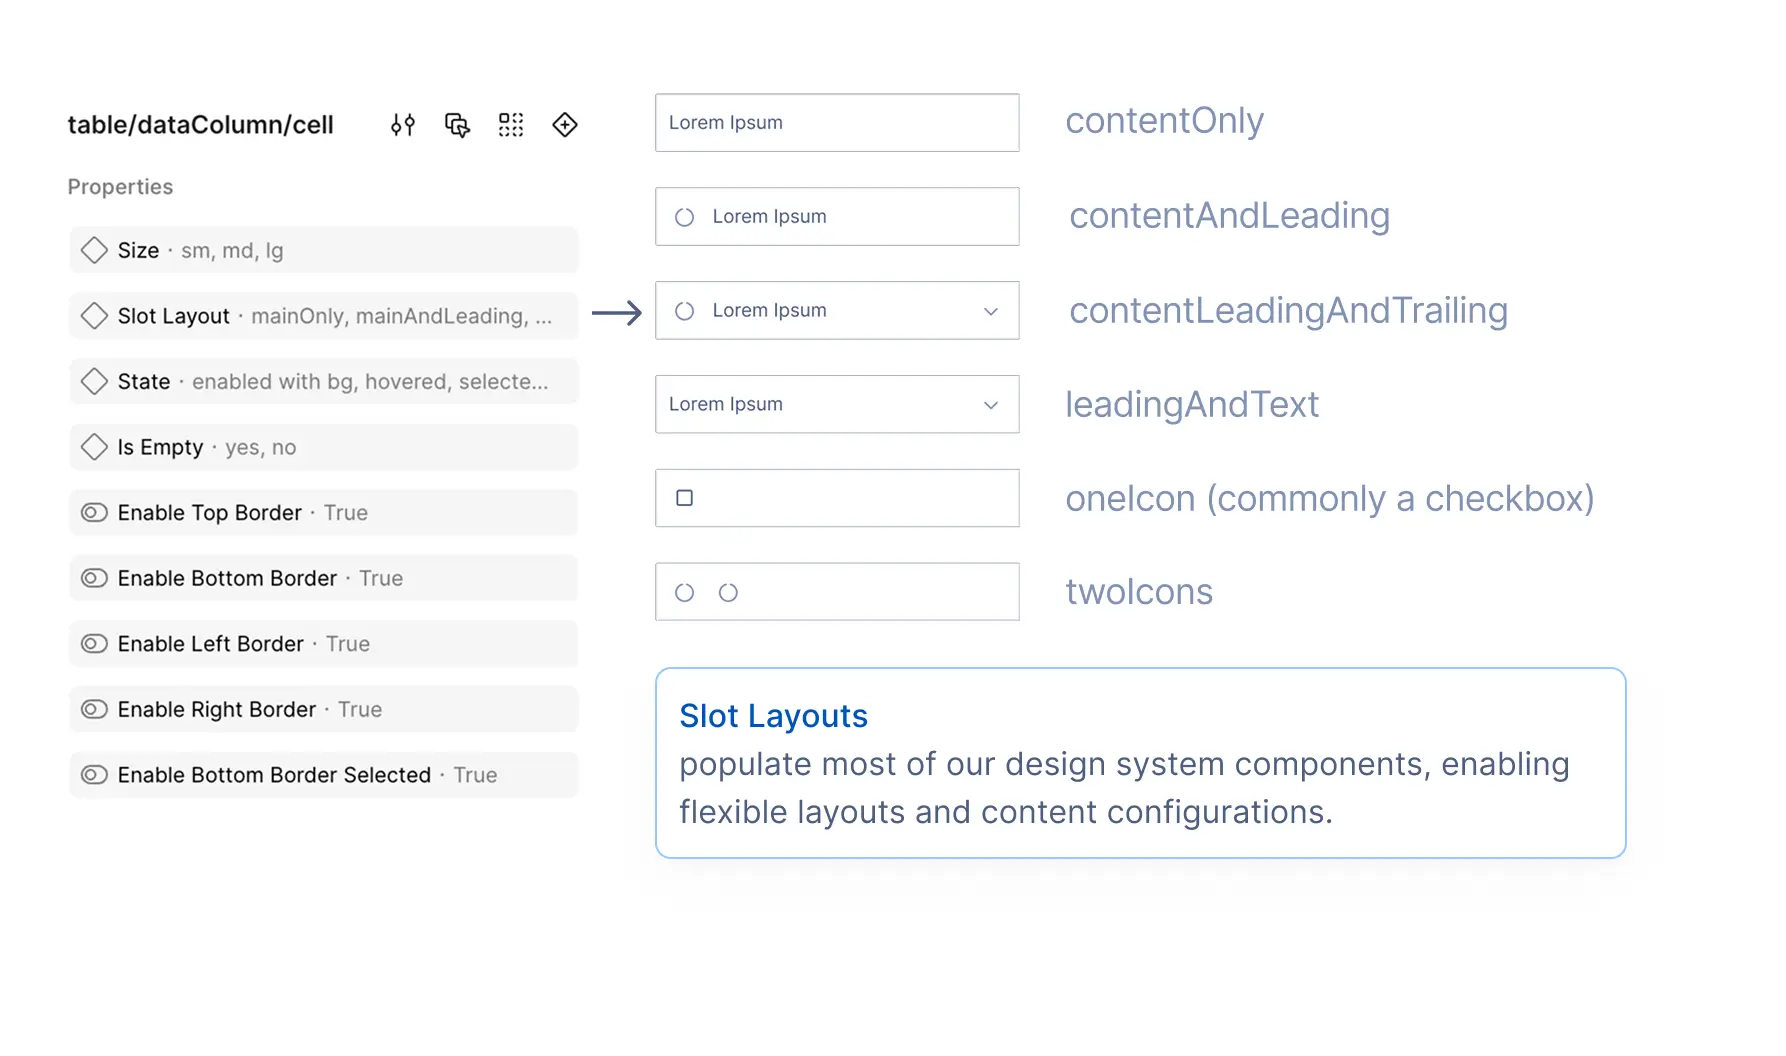 table/dataColumn/cell
Properties
Size · sm, md, lg
Slot Layout · mainOnly, mainAndLeading, ...
State · enabled with bg, hovered, selecte...
Is Empty · yes, no
Enable Top Border · True
Enable Bottom Border · True
Enable Left Border · True
Enable Right Border · True
Enable Bottom Border Selected · True
Lorem Ipsum
contentOnly
Lorem Ipsum
contentAndLeading
Lorem Ipsum
contentLeadingAndTrailing
Lorem Ipsum
leadingAndText
oneIcon (commonly a checkbox)
twoIcons
Slot Layouts
populate most of our design system components, enabling
flexible layouts and content configurations.